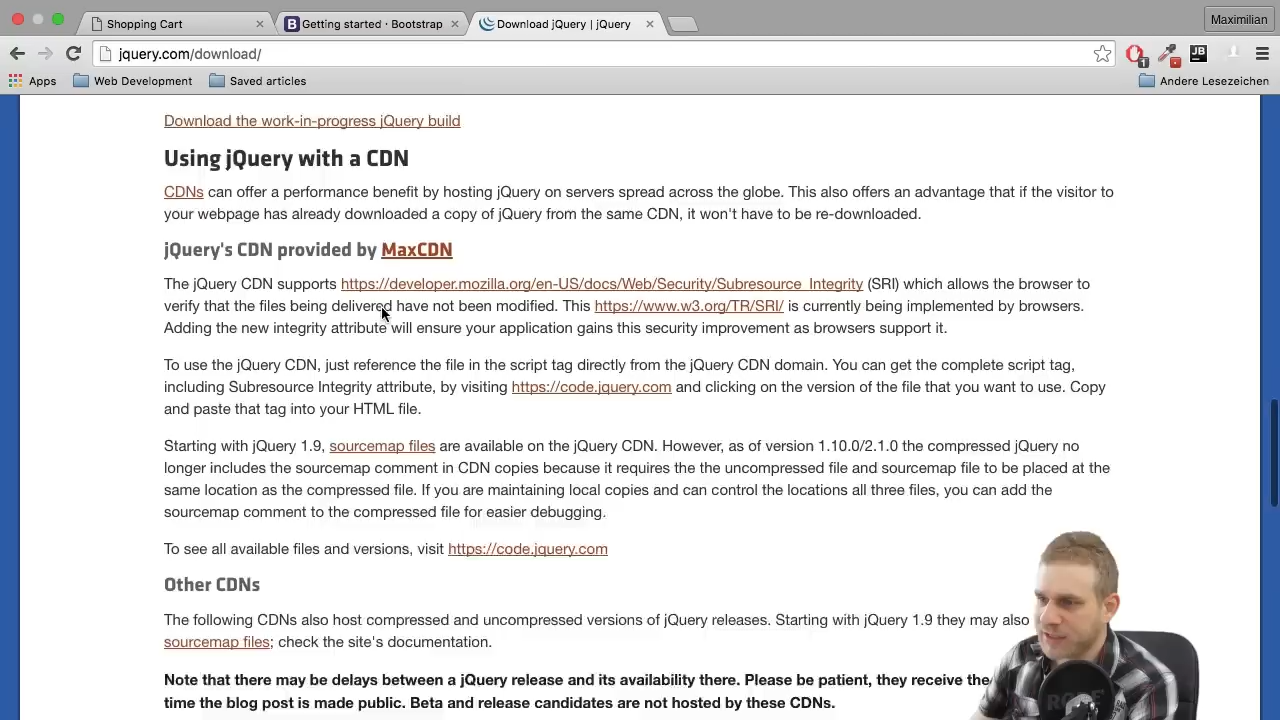 Shopping Cart
Getting started · Bootstrap
Download jQuery | jQuery
Maximilian
jquery.com/download/
1
JB
Apps
Web Development
Saved articles
Andere Lesezeichen
Download the work-in-progress jQuery build
Using jQuery with a CDN
CDNs can offer a performance benefit by hosting jQuery on servers spread across the globe. This also offers an advantage that if the visitor to
your webpage has already downloaded a copy of jQuery from the same CDN, it won't have to be re-downloaded.
jQuery's CDN provided by MaxCDN
The jQuery CDN supports https://developer.mozilla.org/en-US/docs/Web/Security/Subresource_Integrity (SRI) which allows the browser to
verify that the files being delivered have not been modified. This https://www.w3.org/TR/SRI/ is currently being implemented by browsers.
Adding the new integrity attribute will ensure your application gains this security improvement as browsers support it.
To use the jQuery CDN, just reference the file in the script tag directly from the jQuery CDN domain. You can get the complete script tag,
including Subresource Integrity attribute, by visiting https://code.jquery.com and clicking on the version of the file that you want to use. Copy
and paste that tag into your HTML file.
Starting with jQuery 1.9, sourcemap files are available on the jQuery CDN. However, as of version 1.10.0/2.1.0 the compressed jQuery no
longer includes the sourcemap comment in CDN copies because it requires the the uncompressed file and sourcemap file to be placed at the
same location as the compressed file. If you are maintaining local copies and can control the locations all three files, you can add the
sourcemap comment to the compressed file for easier debugging.
To see all available files and versions, visit https://code.jquery.com
Other CDNs
The following CDNs also host compressed and uncompressed versions of jQuery releases. Starting with jQuery 1.9 they may also
sourcemap files; check the site's documentation.
Note that there may be delays between a jQuery release and its availability there. Please be patient, they receive the
time the blog post is made public. Beta and release candidates are not hosted by these CDNs.